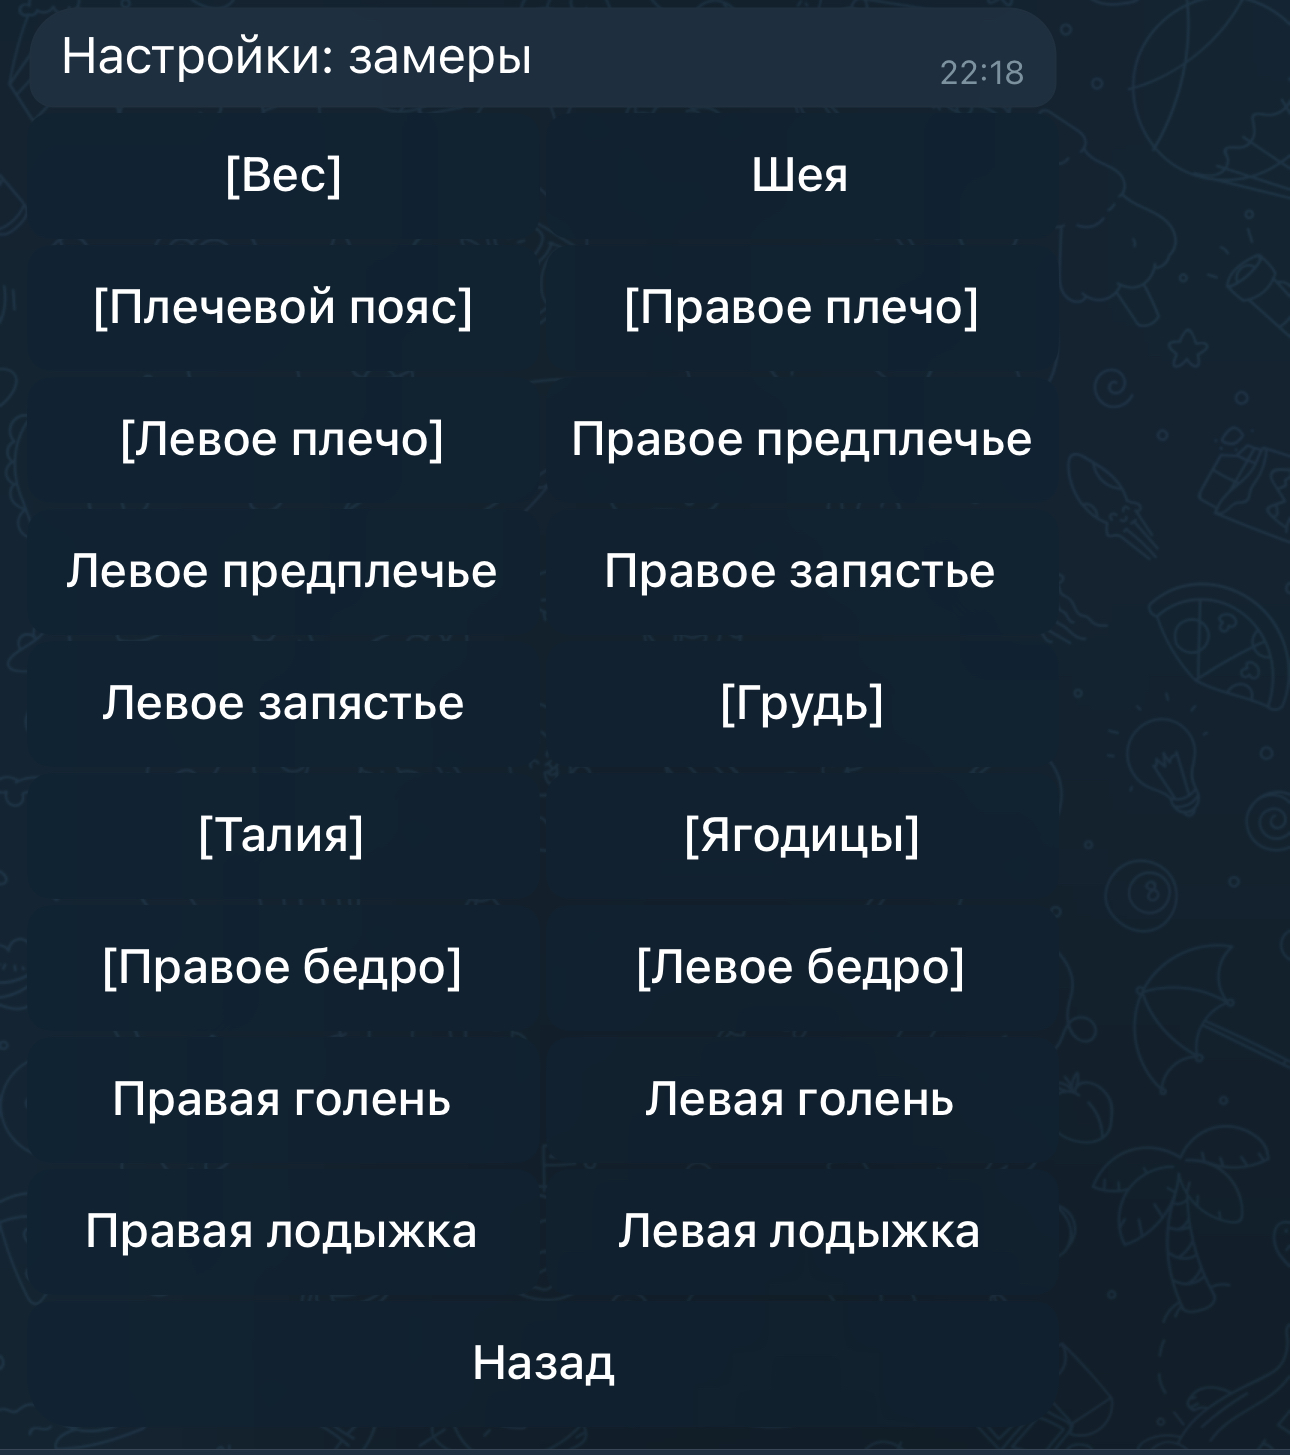 Настройки: замеры
22:18
[Вес]
Шея
[Плечевой пояс]
[Правое плечо]
[Левое плечо]
Правое предплечье
Левое предплечье
Правое запястье
Левое запястье
[Грудь]
[Талия]
[Ягодицы]
[Правое бедро]
[Левое бедро]
Правая голень
Левая голень
Правая лодыжка
Левая лодыжка
Назад